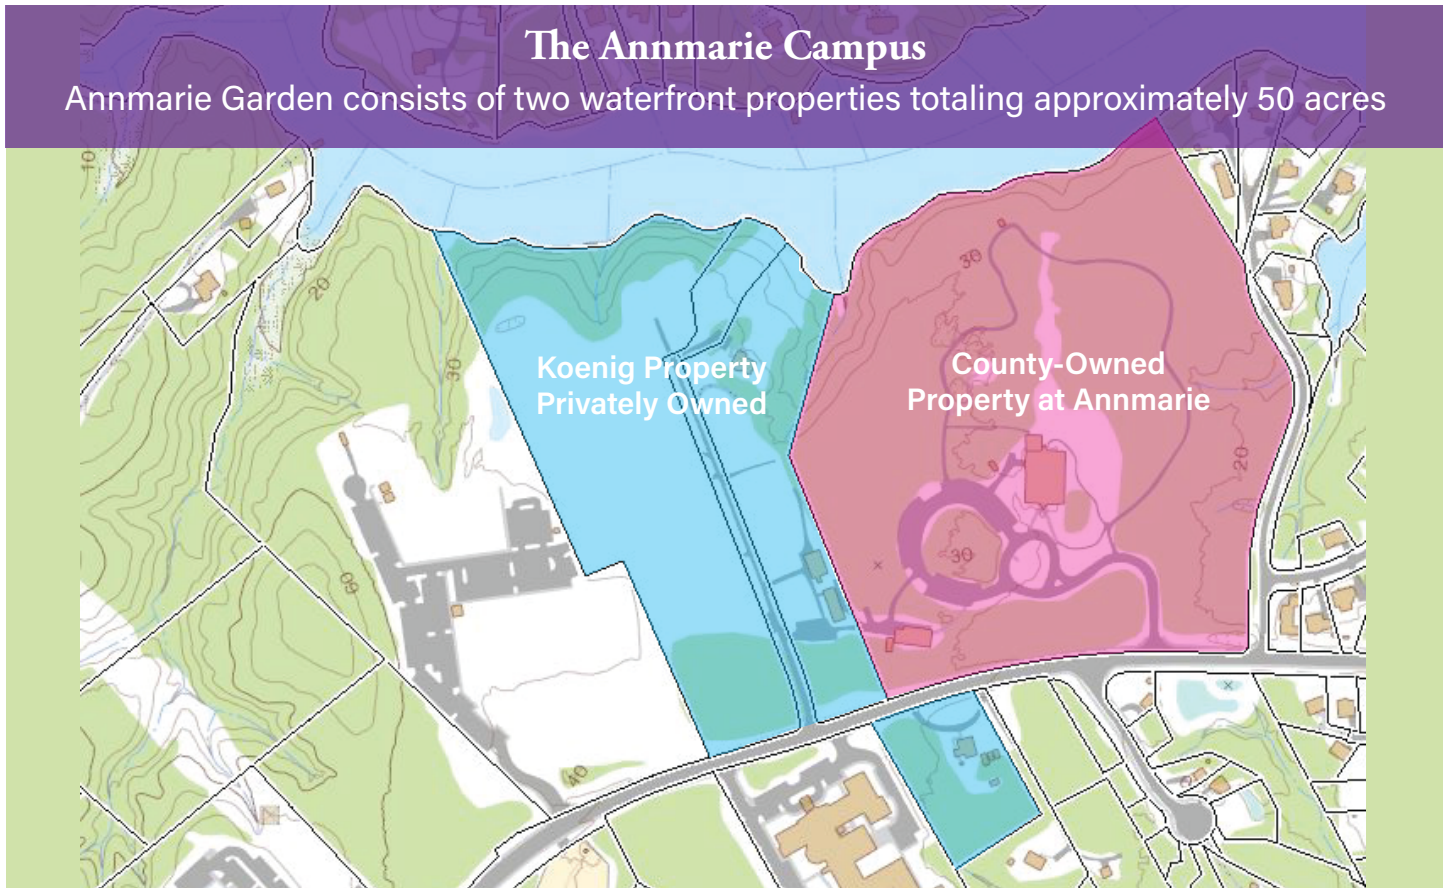 The Annmarie Campus
Annmarie Garden consists of two waterfront properties totaling approximately 50 acres
10
20
30
30
Koenig Property
Privately Owned
County-Owned
Property at Annmarie
20
30
60
40